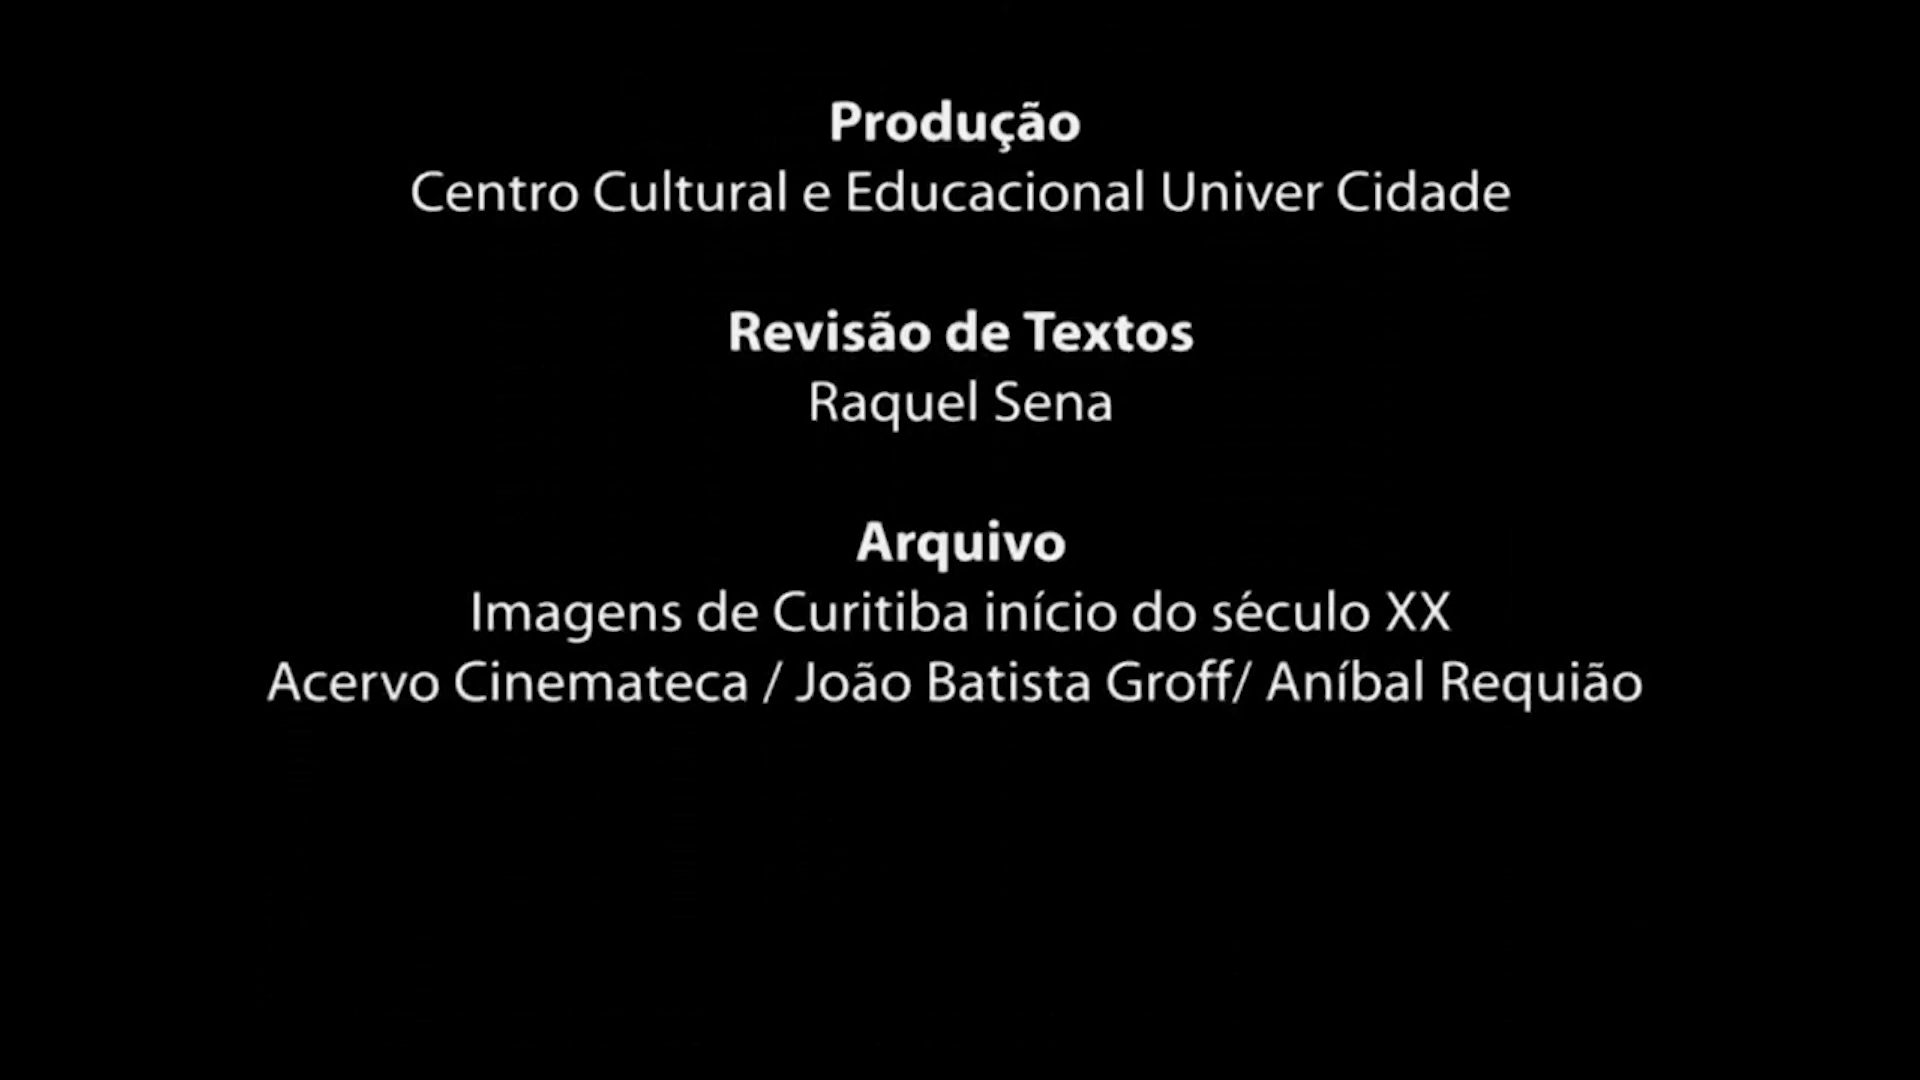 Produção
Centro Cultural e Educacional Univer Cidade
Revisão de Textos
Raquel Sena
Arquivo
Imagens de Curitiba início do século XX
Acervo Cinemateca / João Batista Groff/ Aníbal Requião